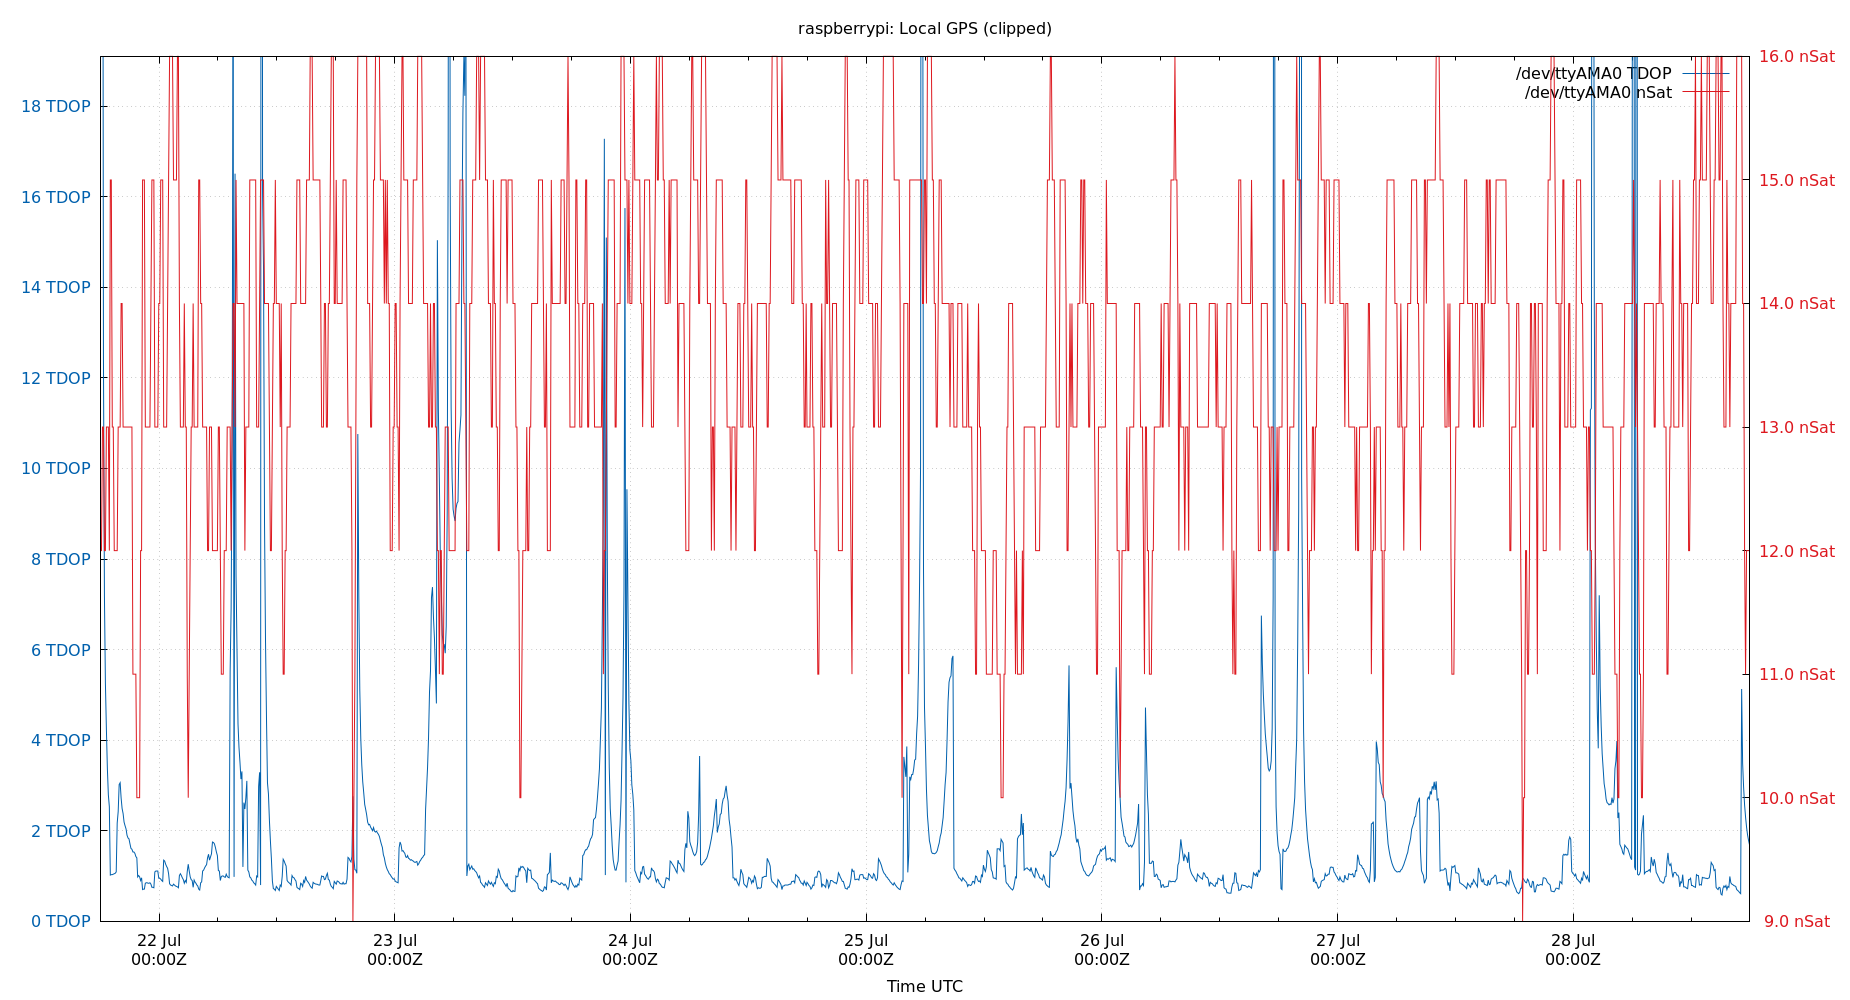 raspberrypi: Local GPS (clipped)
/dev/ttyAMA0 TDOP
/dev/ttyAMA0 nSat
18 TDOP
16 TDOP
14 TDOP
12 TDOP
10 TDOP
8 TDOP
6 TDOP
4 TDOP
2 TDOP
0 TDOP
16.0 nSat
15.0 nSat
14.0 nSat
13.0 nSat
12.0 nSat
11.0 nSat
10.0 nSat
9.0 nSat
22 Jul
00:00Z
23 Jul
00:00Z
24 Jul
00:00Z
25 Jul
00:00Z
26 Jul
00:00Z
27 Jul
00:00Z
28 Jul
00:00Z
Time UTC